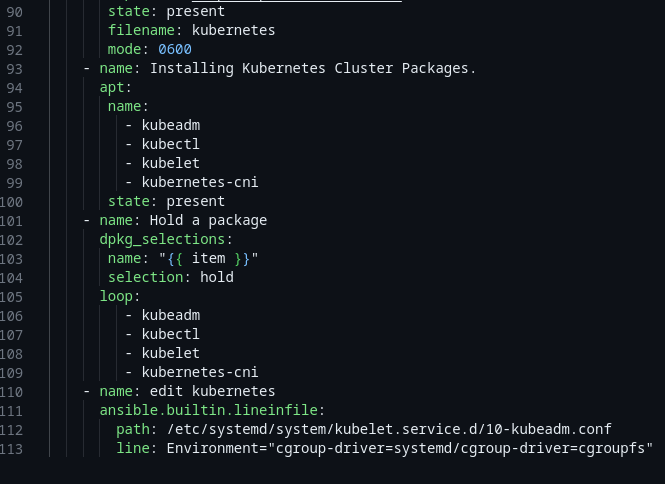 90 state: present
91 filename: kubernetes
92 mode: 0600
93 - name: Installing Kubernetes Cluster Packages.
94 apt:
95 name:
96 - kubeadm
97 - kubectl
98 - kubelet
99 - kubernetes-cni
100 state: present
101 - name: Hold a package
102 dpkg_selections:
103 name: "{{ item }}"
104 selection: hold
105 loop:
106 - kubeadm
107 - kubectl
108 - kubelet
109 - kubernetes-cni
110 - name: edit kubernetes
111 ansible.builtin.lineinfile:
112 path: /etc/systemd/system/kubelet.service.d/10-kubeadm.conf
113 line: Environment="cgroup-driver=systemd/cgroup-driver=cgroupfs"